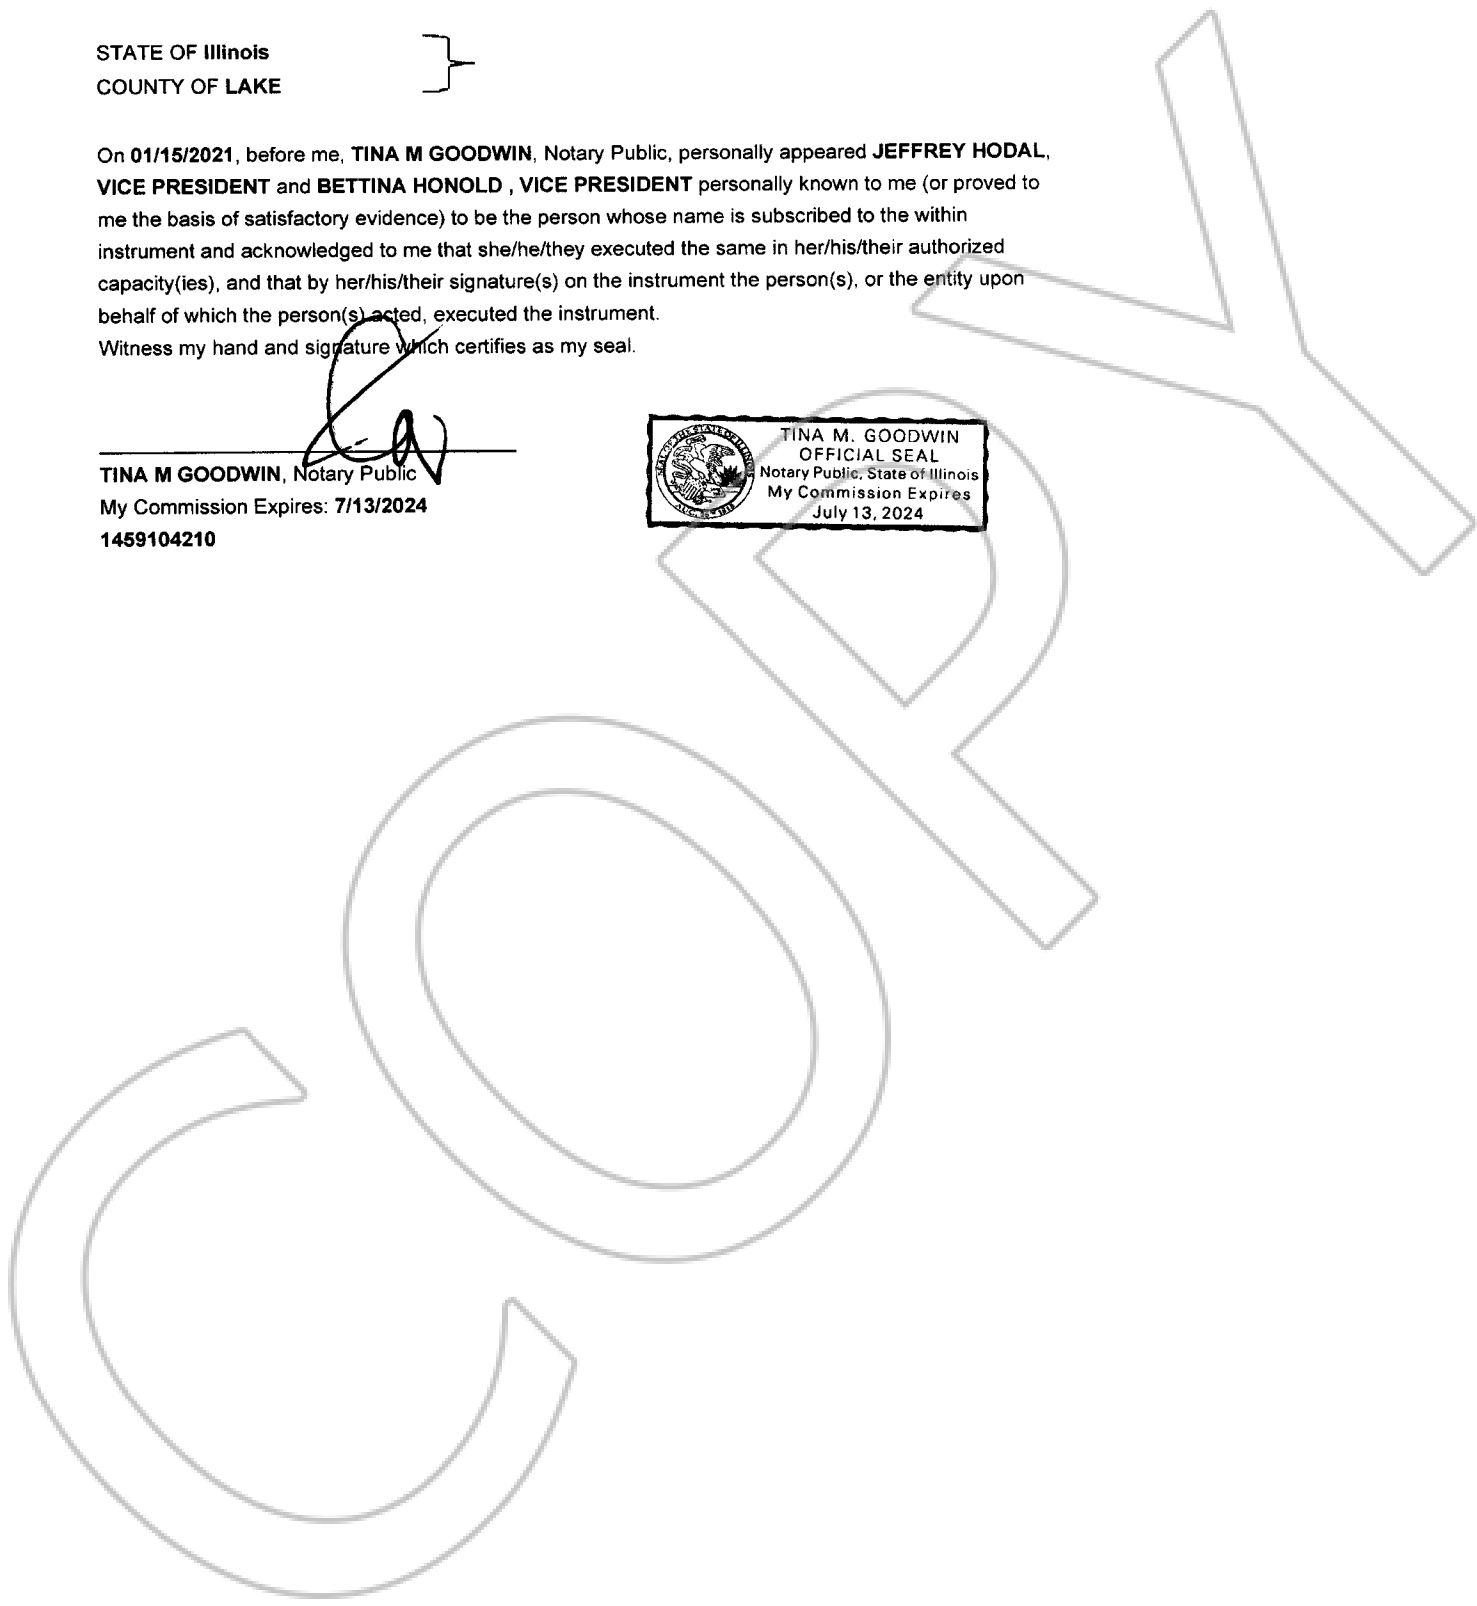 STATE OF Illinois
COUNTY OF LAKE
On 01/15/2021, before me, TINA M GOODWIN, Notary Public, personally appeared JEFFREY HODAL,
VICE PRESIDENT and BETTINA HONOLD , VICE PRESIDENT personally known to me (or proved to
me the basis of satisfactory evidence) to be the person whose name is subscribed to the within
instrument and acknowledged to me that she/he/they executed the same in her/his/their authorized
capacity(ies), and that by her/his/their signature(s) on the instrument the person(s), or the entity upon
behalf of which the person(s) acted, executed the instrument.
Witness my hand and signature which certifies as my seal.
TINA M GOODWIN, Notary Public
My Commission Expires: 7/13/2024
1459104210
SEAL OF THE STATE OF ILLINOIS
TINA M. GOODWIN
OFFICIAL SEAL
Notary Public, State of Illinois
My Commission Expires
July 13, 2024
COPY